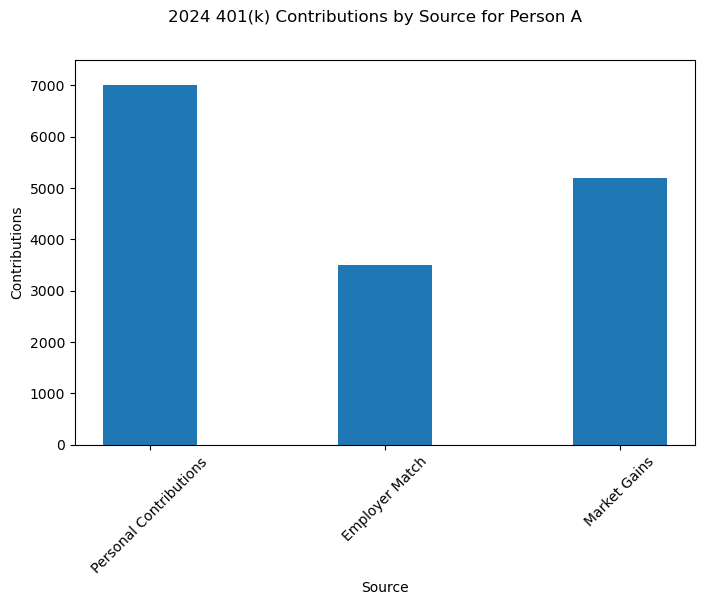 2024 401(k) Contributions by Source for Person A
Contributions
7000
6000
5000
4000
3000
2000
1000
0
Personal Contributions
Employer Match
Market Gains
Source